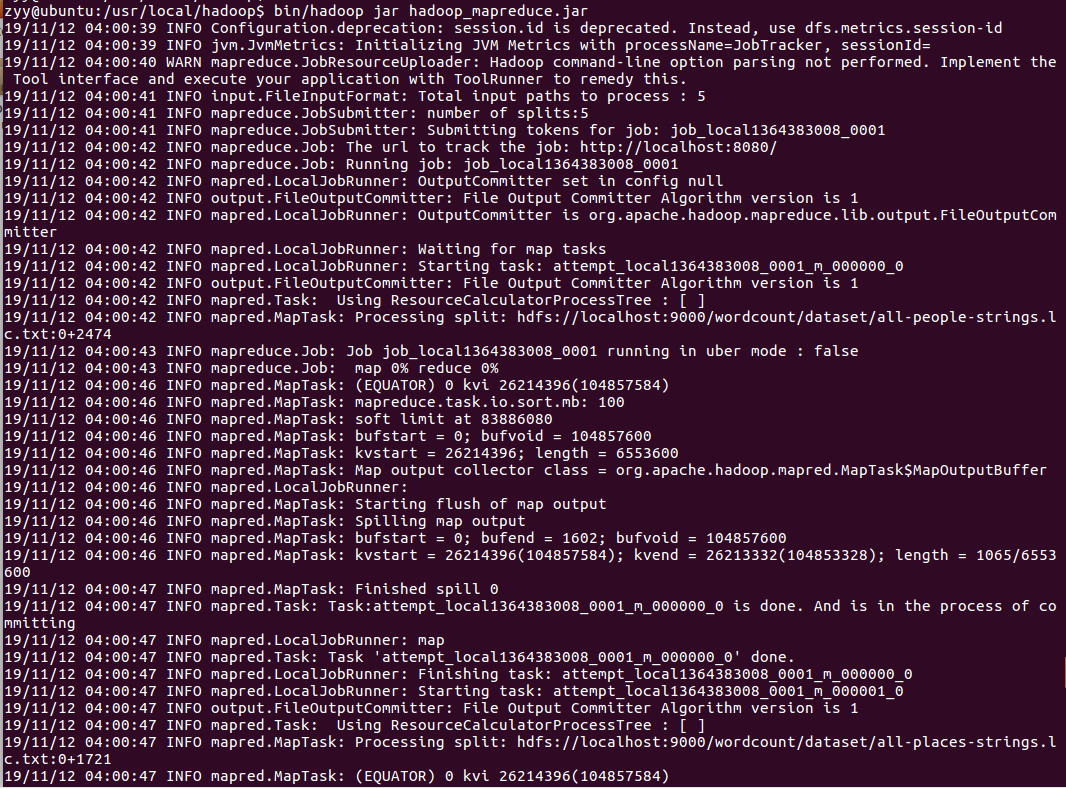 zyy@ubuntu:/usr/local/hadoop$ bin/hadoop jar hadoop_mapreduce.jar
19/11/12 04:00:39 INFO Configuration.deprecation: session.id is deprecated. Instead, use dfs.metrics.session-id
19/11/12 04:00:39 INFO jvm.JvmMetrics: Initializing JVM Metrics with processName=JobTracker, sessionId=
19/11/12 04:00:40 WARN mapreduce.JobResourceUploader: Hadoop command-line option parsing not performed. Implement the
 Tool interface and execute your application with ToolRunner to remedy this.
19/11/12 04:00:41 INFO input.FileInputFormat: Total input paths to process : 5
19/11/12 04:00:41 INFO mapreduce.JobSubmitter: number of splits:5
19/11/12 04:00:41 INFO mapreduce.JobSubmitter: Submitting tokens for job: job_local1364383008_0001
19/11/12 04:00:42 INFO mapreduce.Job: The url to track the job: http://localhost:8080/
19/11/12 04:00:42 INFO mapreduce.Job: Running job: job_local1364383008_0001
19/11/12 04:00:42 INFO mapred.LocalJobRunner: OutputCommitter set in config null
19/11/12 04:00:42 INFO output.FileOutputCommitter: File Output Committer Algorithm version is 1
19/11/12 04:00:42 INFO mapred.LocalJobRunner: OutputCommitter is org.apache.hadoop.mapreduce.lib.output.FileOutputCom
mitter
19/11/12 04:00:42 INFO mapred.LocalJobRunner: Waiting for map tasks
19/11/12 04:00:42 INFO mapred.LocalJobRunner: Starting task: attempt_local1364383008_0001_m_000000_0
19/11/12 04:00:42 INFO output.FileOutputCommitter: File Output Committer Algorithm version is 1
19/11/12 04:00:42 INFO mapred.Task:  Using ResourceCalculatorProcessTree : [ ]
19/11/12 04:00:42 INFO mapred.MapTask: Processing split: hdfs://localhost:9000/wordcount/dataset/all-people-strings.l
c.txt:0+2474
19/11/12 04:00:43 INFO mapreduce.Job: Job job_local1364383008_0001 running in uber mode : false
19/11/12 04:00:43 INFO mapreduce.Job:  map 0% reduce 0%
19/11/12 04:00:46 INFO mapred.MapTask: (EQUATOR) 0 kvi 26214396(104857584)
19/11/12 04:00:46 INFO mapred.MapTask: mapreduce.task.io.sort.mb: 100
19/11/12 04:00:46 INFO mapred.MapTask: soft limit at 83886080
19/11/12 04:00:46 INFO mapred.MapTask: bufstart = 0; bufvoid = 104857600
19/11/12 04:00:46 INFO mapred.MapTask: kvstart = 26214396; length = 6553600
19/11/12 04:00:46 INFO mapred.MapTask: Map output collector class = org.apache.hadoop.mapred.MapTask$MapOutputBuffer
19/11/12 04:00:46 INFO mapred.LocalJobRunner:
19/11/12 04:00:46 INFO mapred.MapTask: Starting flush of map output
19/11/12 04:00:46 INFO mapred.MapTask: Spilling map output
19/11/12 04:00:46 INFO mapred.MapTask: bufstart = 0; bufend = 1602; bufvoid = 104857600
19/11/12 04:00:46 INFO mapred.MapTask: kvstart = 26214396(104857584); kvend = 26213332(104853328); length = 1065/6553
600
19/11/12 04:00:47 INFO mapred.MapTask: Finished spill 0
19/11/12 04:00:47 INFO mapred.Task: Task:attempt_local1364383008_0001_m_000000_0 is done. And is in the process of co
mmitting
19/11/12 04:00:47 INFO mapred.LocalJobRunner: map
19/11/12 04:00:47 INFO mapred.Task: Task 'attempt_local1364383008_0001_m_000000_0' done.
19/11/12 04:00:47 INFO mapred.LocalJobRunner: Finishing task: attempt_local1364383008_0001_m_000000_0
19/11/12 04:00:47 INFO mapred.LocalJobRunner: Starting task: attempt_local1364383008_0001_m_000001_0
19/11/12 04:00:47 INFO output.FileOutputCommitter: File Output Committer Algorithm version is 1
19/11/12 04:00:47 INFO mapred.Task:  Using ResourceCalculatorProcessTree : [ ]
19/11/12 04:00:47 INFO mapred.MapTask: Processing split: hdfs://localhost:9000/wordcount/dataset/all-places-strings.l
c.txt:0+1721
19/11/12 04:00:47 INFO mapred.MapTask: (EQUATOR) 0 kvi 26214396(104857584)